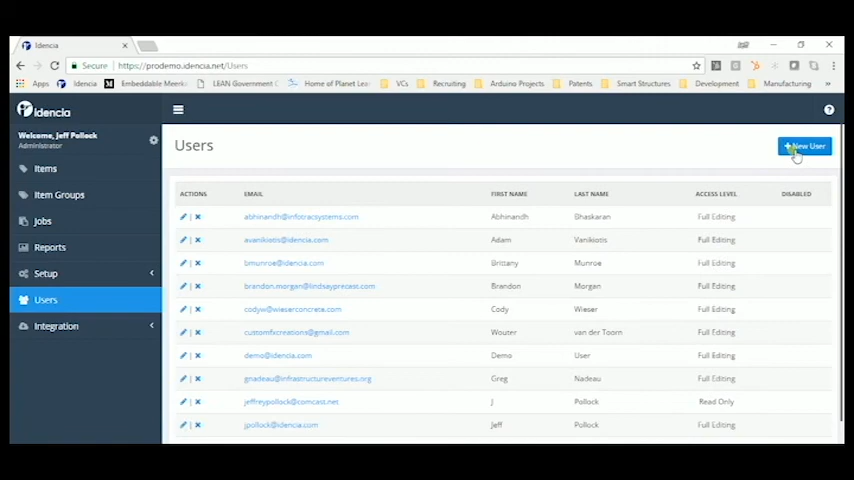 Idencia
Secure https://prodemo.idencia.net/Users
Apps Idencia Embeddable Meerka LEAN Government C Home of Planet Lea VCs Recruiting Arduino Projects Patents Smart Structures Development Manufacturing »
idencia
Welcome, Jeff Pollock
Administrator
Items
Item Groups
Jobs
Reports
Setup
Users
Integration
Users
+New User
ACTIONS EMAIL FIRST NAME LAST NAME ACCESS LEVEL DISABLED
abhinandh@infotracsystems.com Abhinandh Bhaskaran Full Editing
avanikiotis@idencia.com Adam Vanikiotis Full Editing
bmunroe@idencia.com Brittany Munroe Full Editing
brandon.morgan@lindsayprecast.com Brandon Morgan Full Editing
codyw@wieserconcrete.com Cody Wieser Full Editing
customfxcreations@gmail.com Wouter van der Toorn Full Editing
demo@idencia.com Demo User Full Editing
gnadeau@infrastructureventures.org Greg Nadeau Full Editing
jeffreypollock@comcast.net J Pollock Read Only
jpollock@idencia.com Jeff Pollock Full Editing